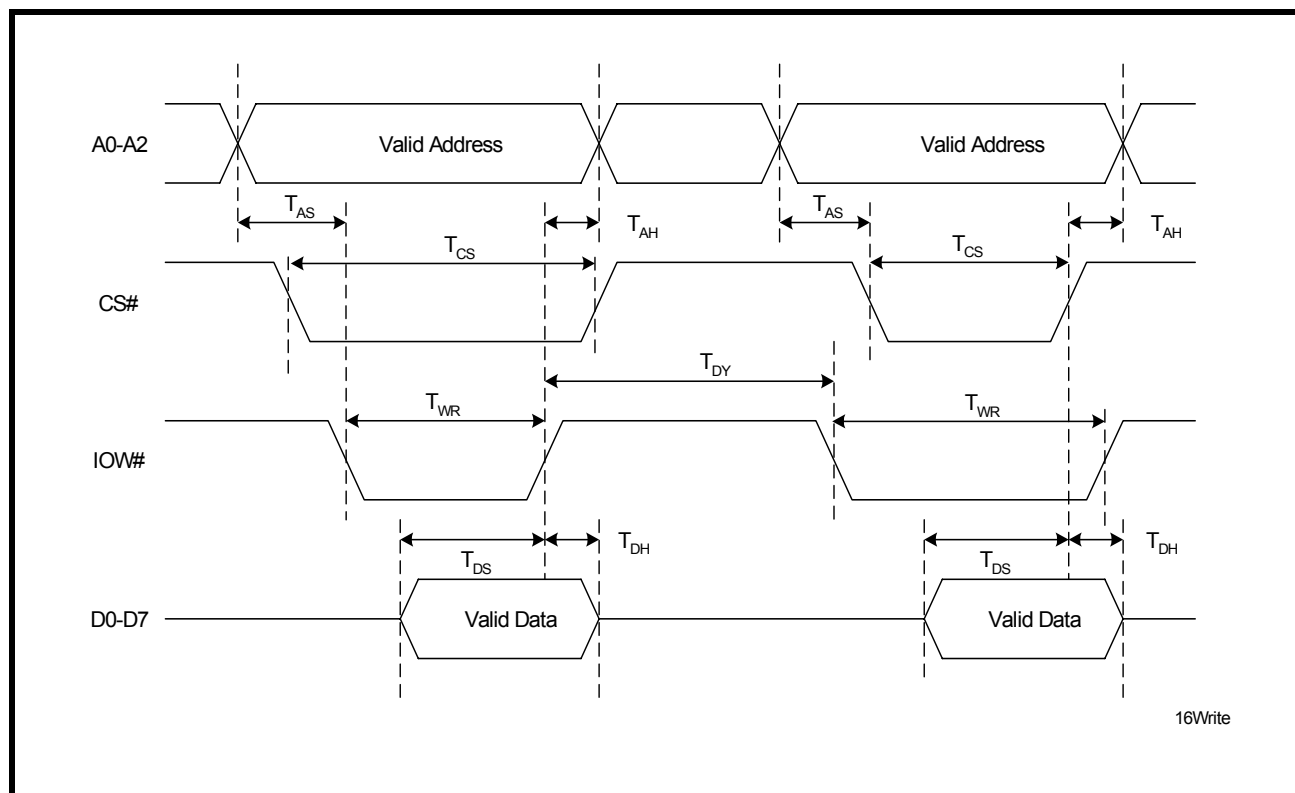 A0-A2
Valid Address
Valid Address
TAS
TAH
TAS
TAH
TCS
TCS
CS#
TDY
TWR
TWR
IOW#
TDS
TDH
TDS
TDH
D0-D7
Valid Data
Valid Data
16Write